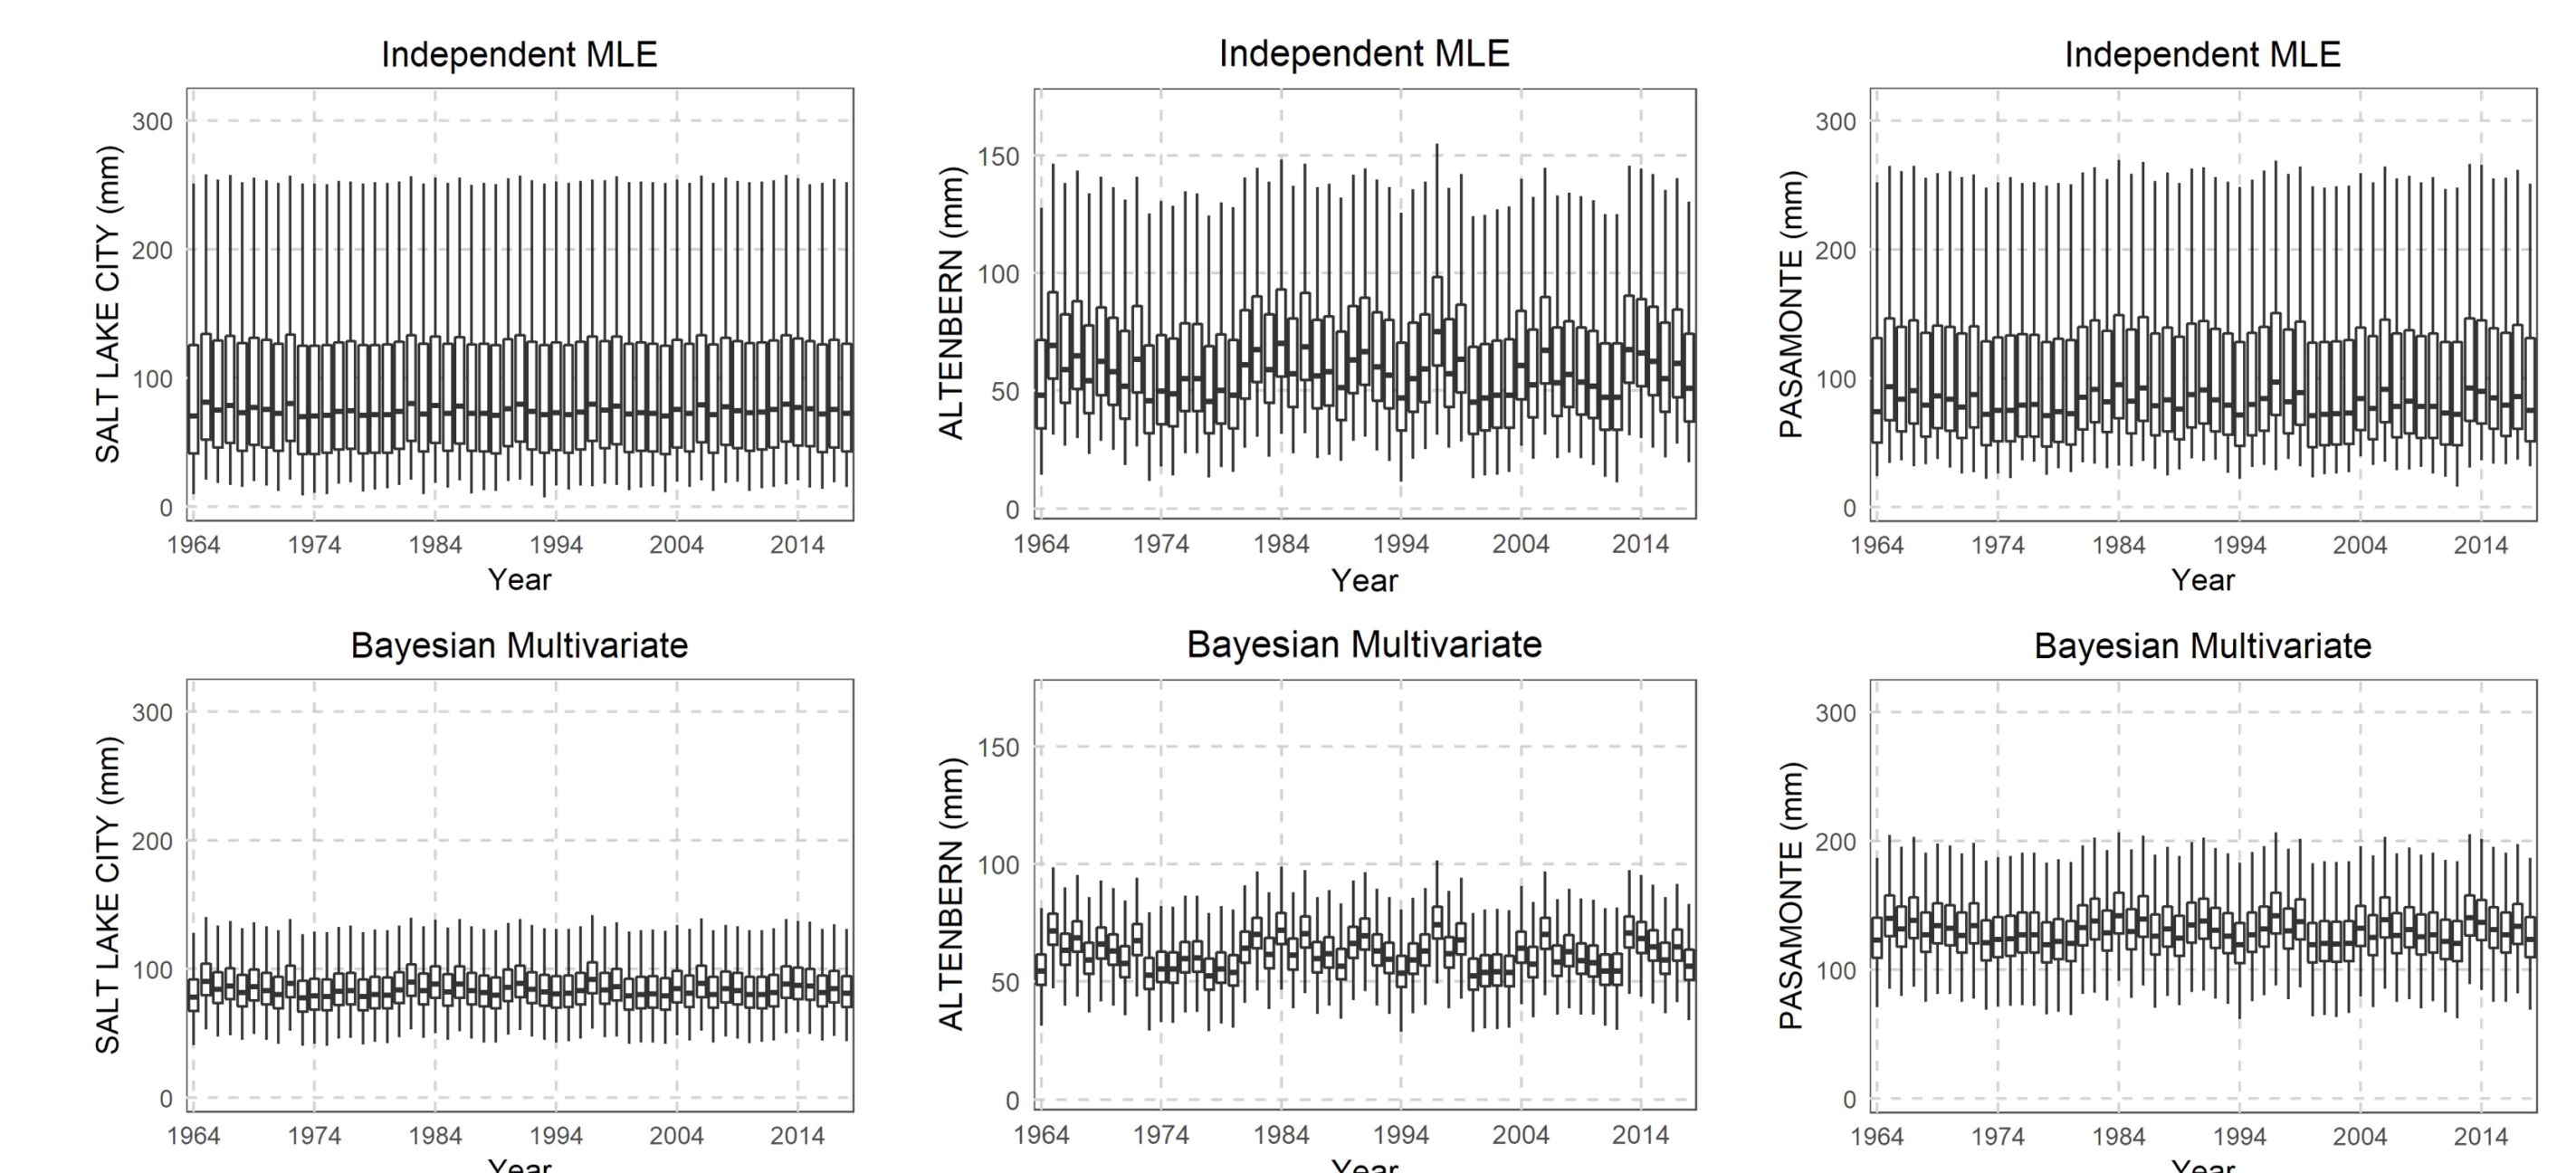 Independent MLE
SALT LAKE CITY (mm)
300
200
100
0
1964 1974 1984 1994 2004 2014
Year
Independent MLE
ALTENBERN (mm)
150
100
50
0
1964 1974 1984 1994 2004 2014
Year
Independent MLE
PASAMONTE (mm)
300
200
100
0
1964 1974 1984 1994 2004 2014
Year
Bayesian Multivariate
SALT LAKE CITY (mm)
300
200
100
0
1964 1974 1984 1994 2004 2014
Year
Bayesian Multivariate
ALTENBERN (mm)
150
100
50
0
1964 1974 1984 1994 2004 2014
Year
Bayesian Multivariate
PASAMONTE (mm)
300
200
100
0
1964 1974 1984 1994 2004 2014
Year